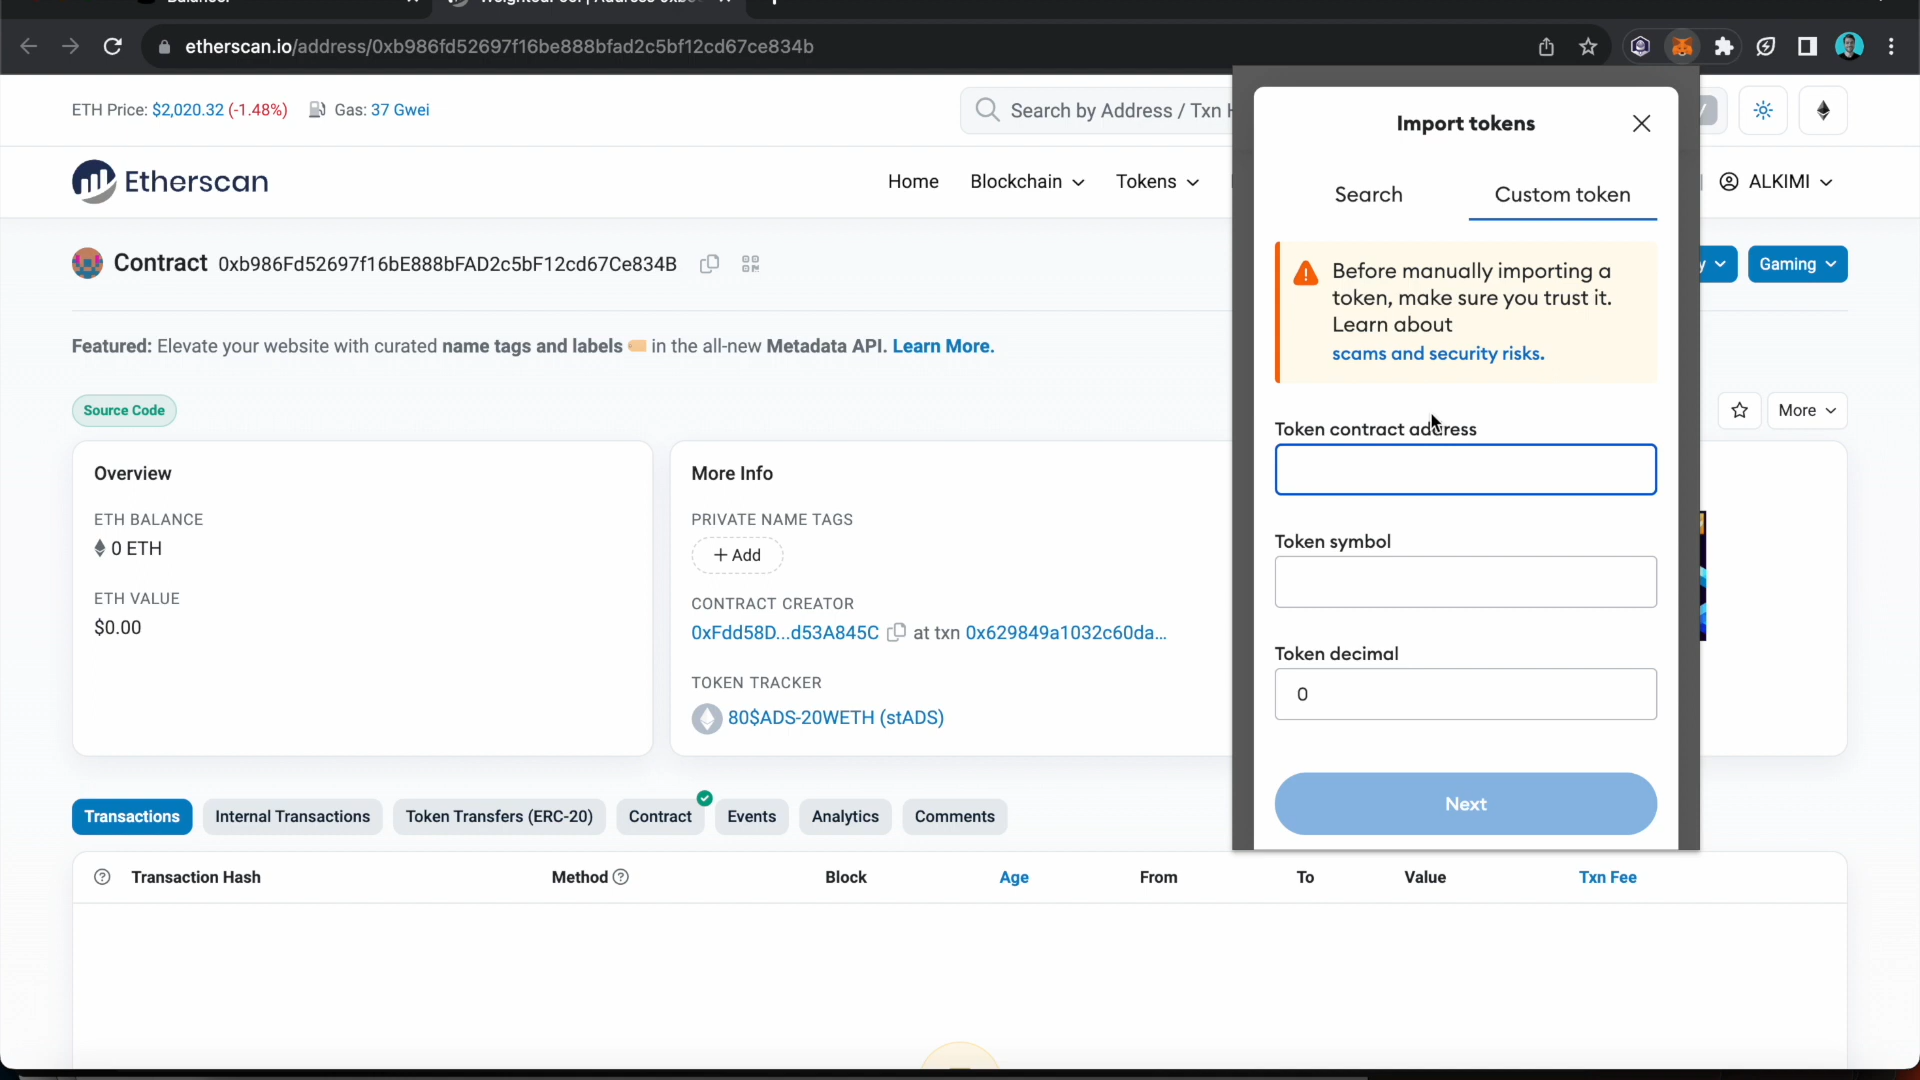 etherscan.io/address/0xb986fd52697f16be888bfad2c5bf12cd67ce834b
ETH Price: $2,020.32 (-1.48%) Gas: 37 Gwei
Search by Address / Txn H
Etherscan
Home Blockchain Tokens
ALKIMI
Contract 0xb986Fd52697f16bE888bFAD2c5bF12cd67Ce834B
Gaming
Featured: Elevate your website with curated name tags and labels in the all-new Metadata API. Learn More.
Source Code
More
Overview
ETH BALANCE
0 ETH
ETH VALUE
$0.00
More Info
PRIVATE NAME TAGS
+ Add
CONTRACT CREATOR
0xFdd58D...d53A845C at txn 0x629849a1032c60da...
TOKEN TRACKER
80$ADS-20WETH (stADS)
Transactions Internal Transactions Token Transfers (ERC-20) Contract Events Analytics Comments
Transaction Hash Method Block Age From To Value Txn Fee
Import tokens
Search Custom token
Before manually importing a
token, make sure you trust it.
Learn about
scams and security risks.
Token contract address
Token symbol
Token decimal
0
Next